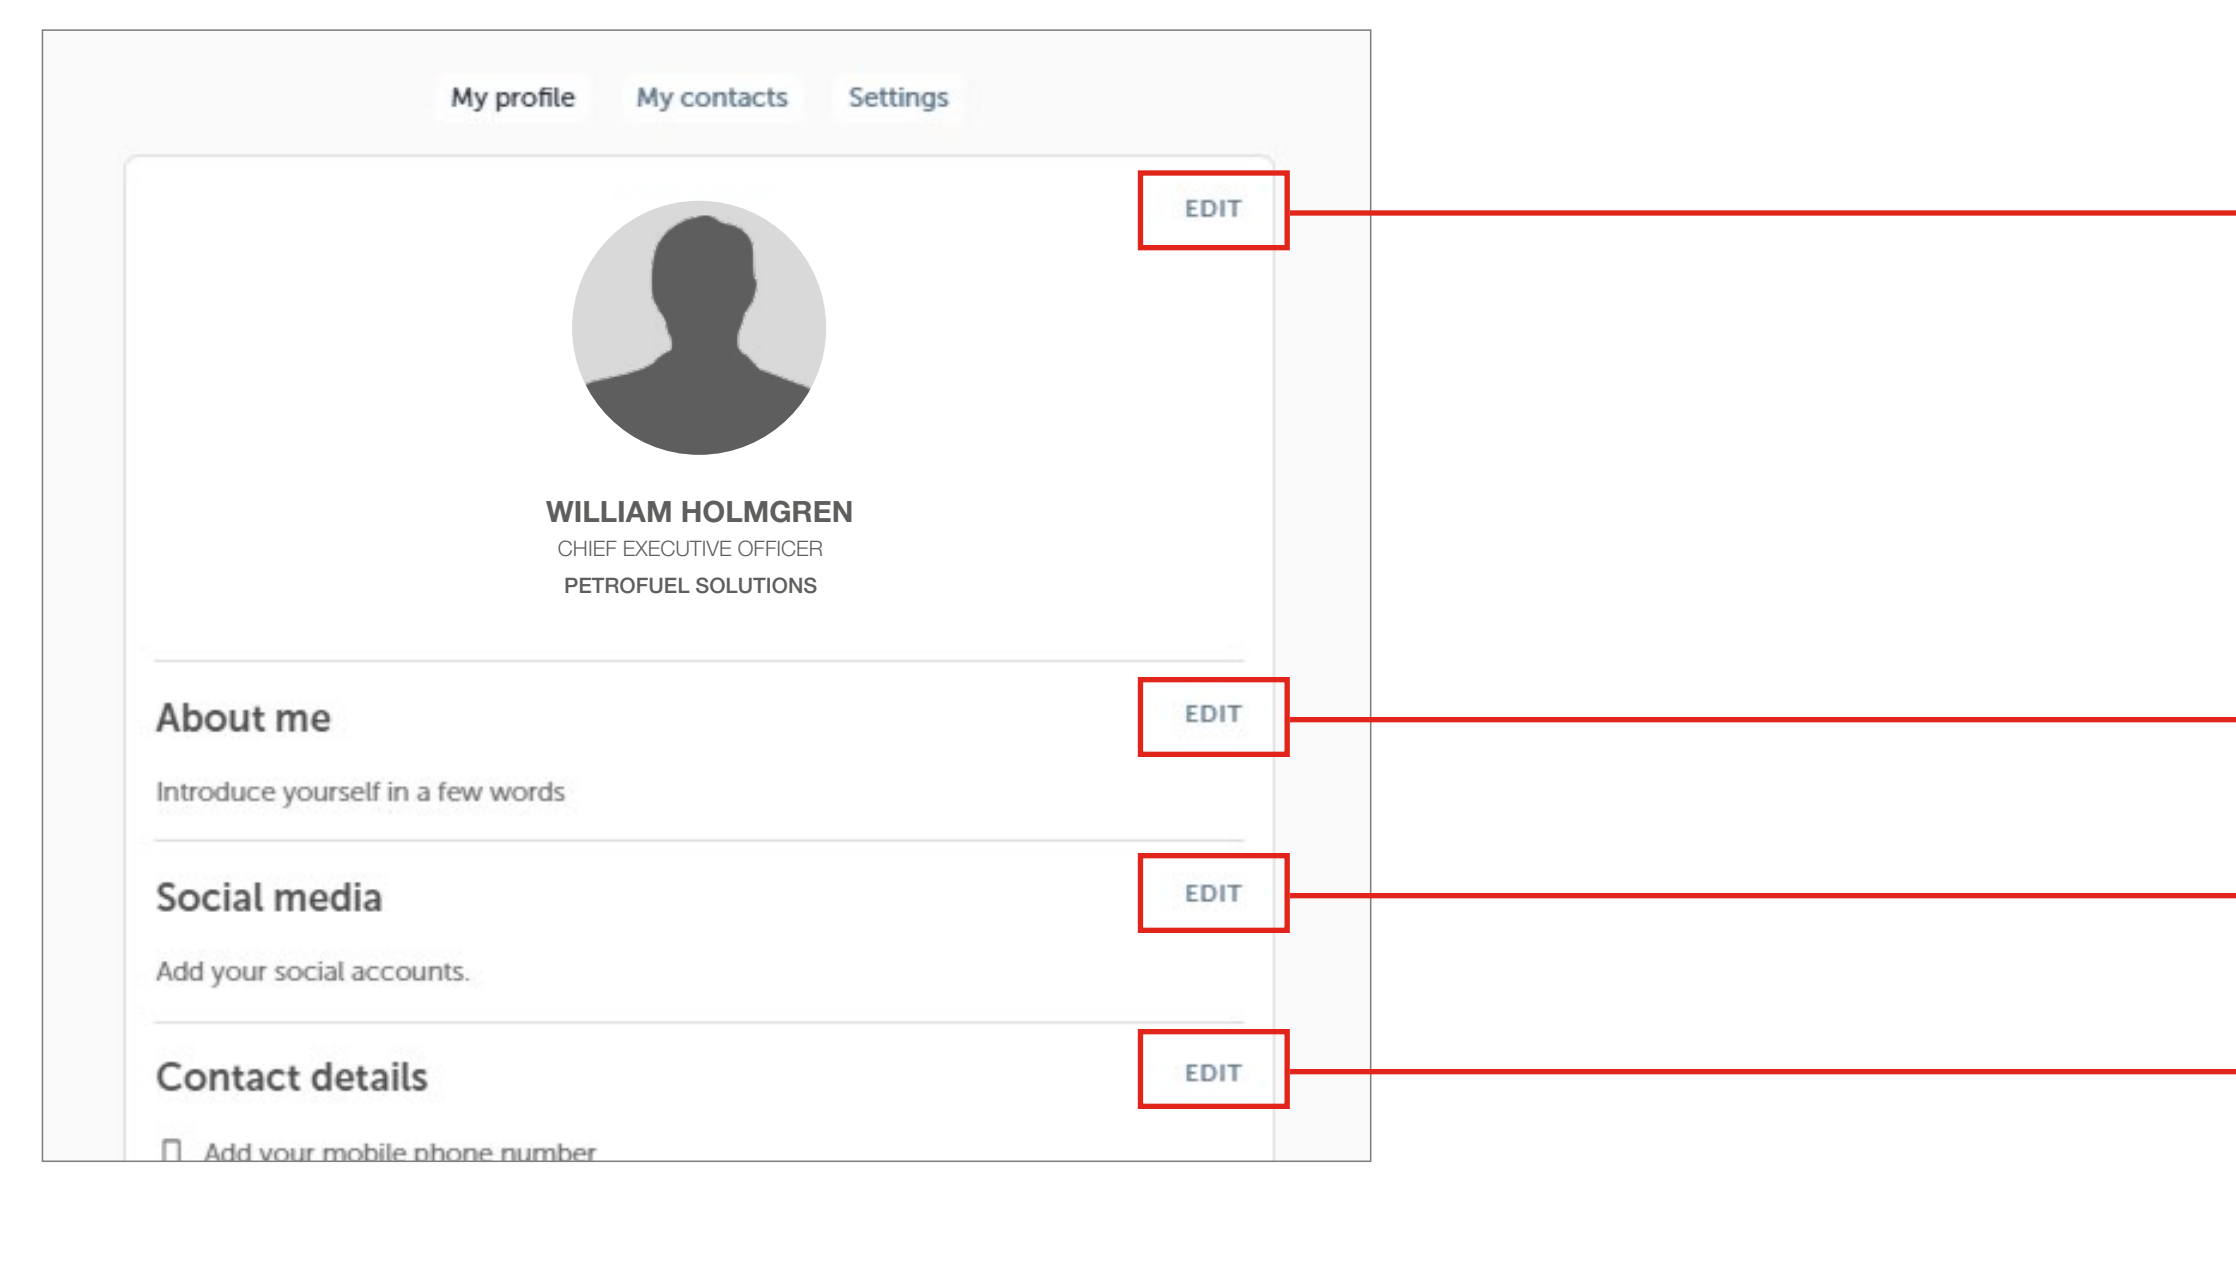 My profile My contacts Settings
EDIT
WILLIAM HOLMGREN
CHIEF EXECUTIVE OFFICER
PETROFUEL SOLUTIONS
About me EDIT
Introduce yourself in a few words
Social media EDIT
Add your social accounts.
Contact details EDIT
Add your mobile phone number